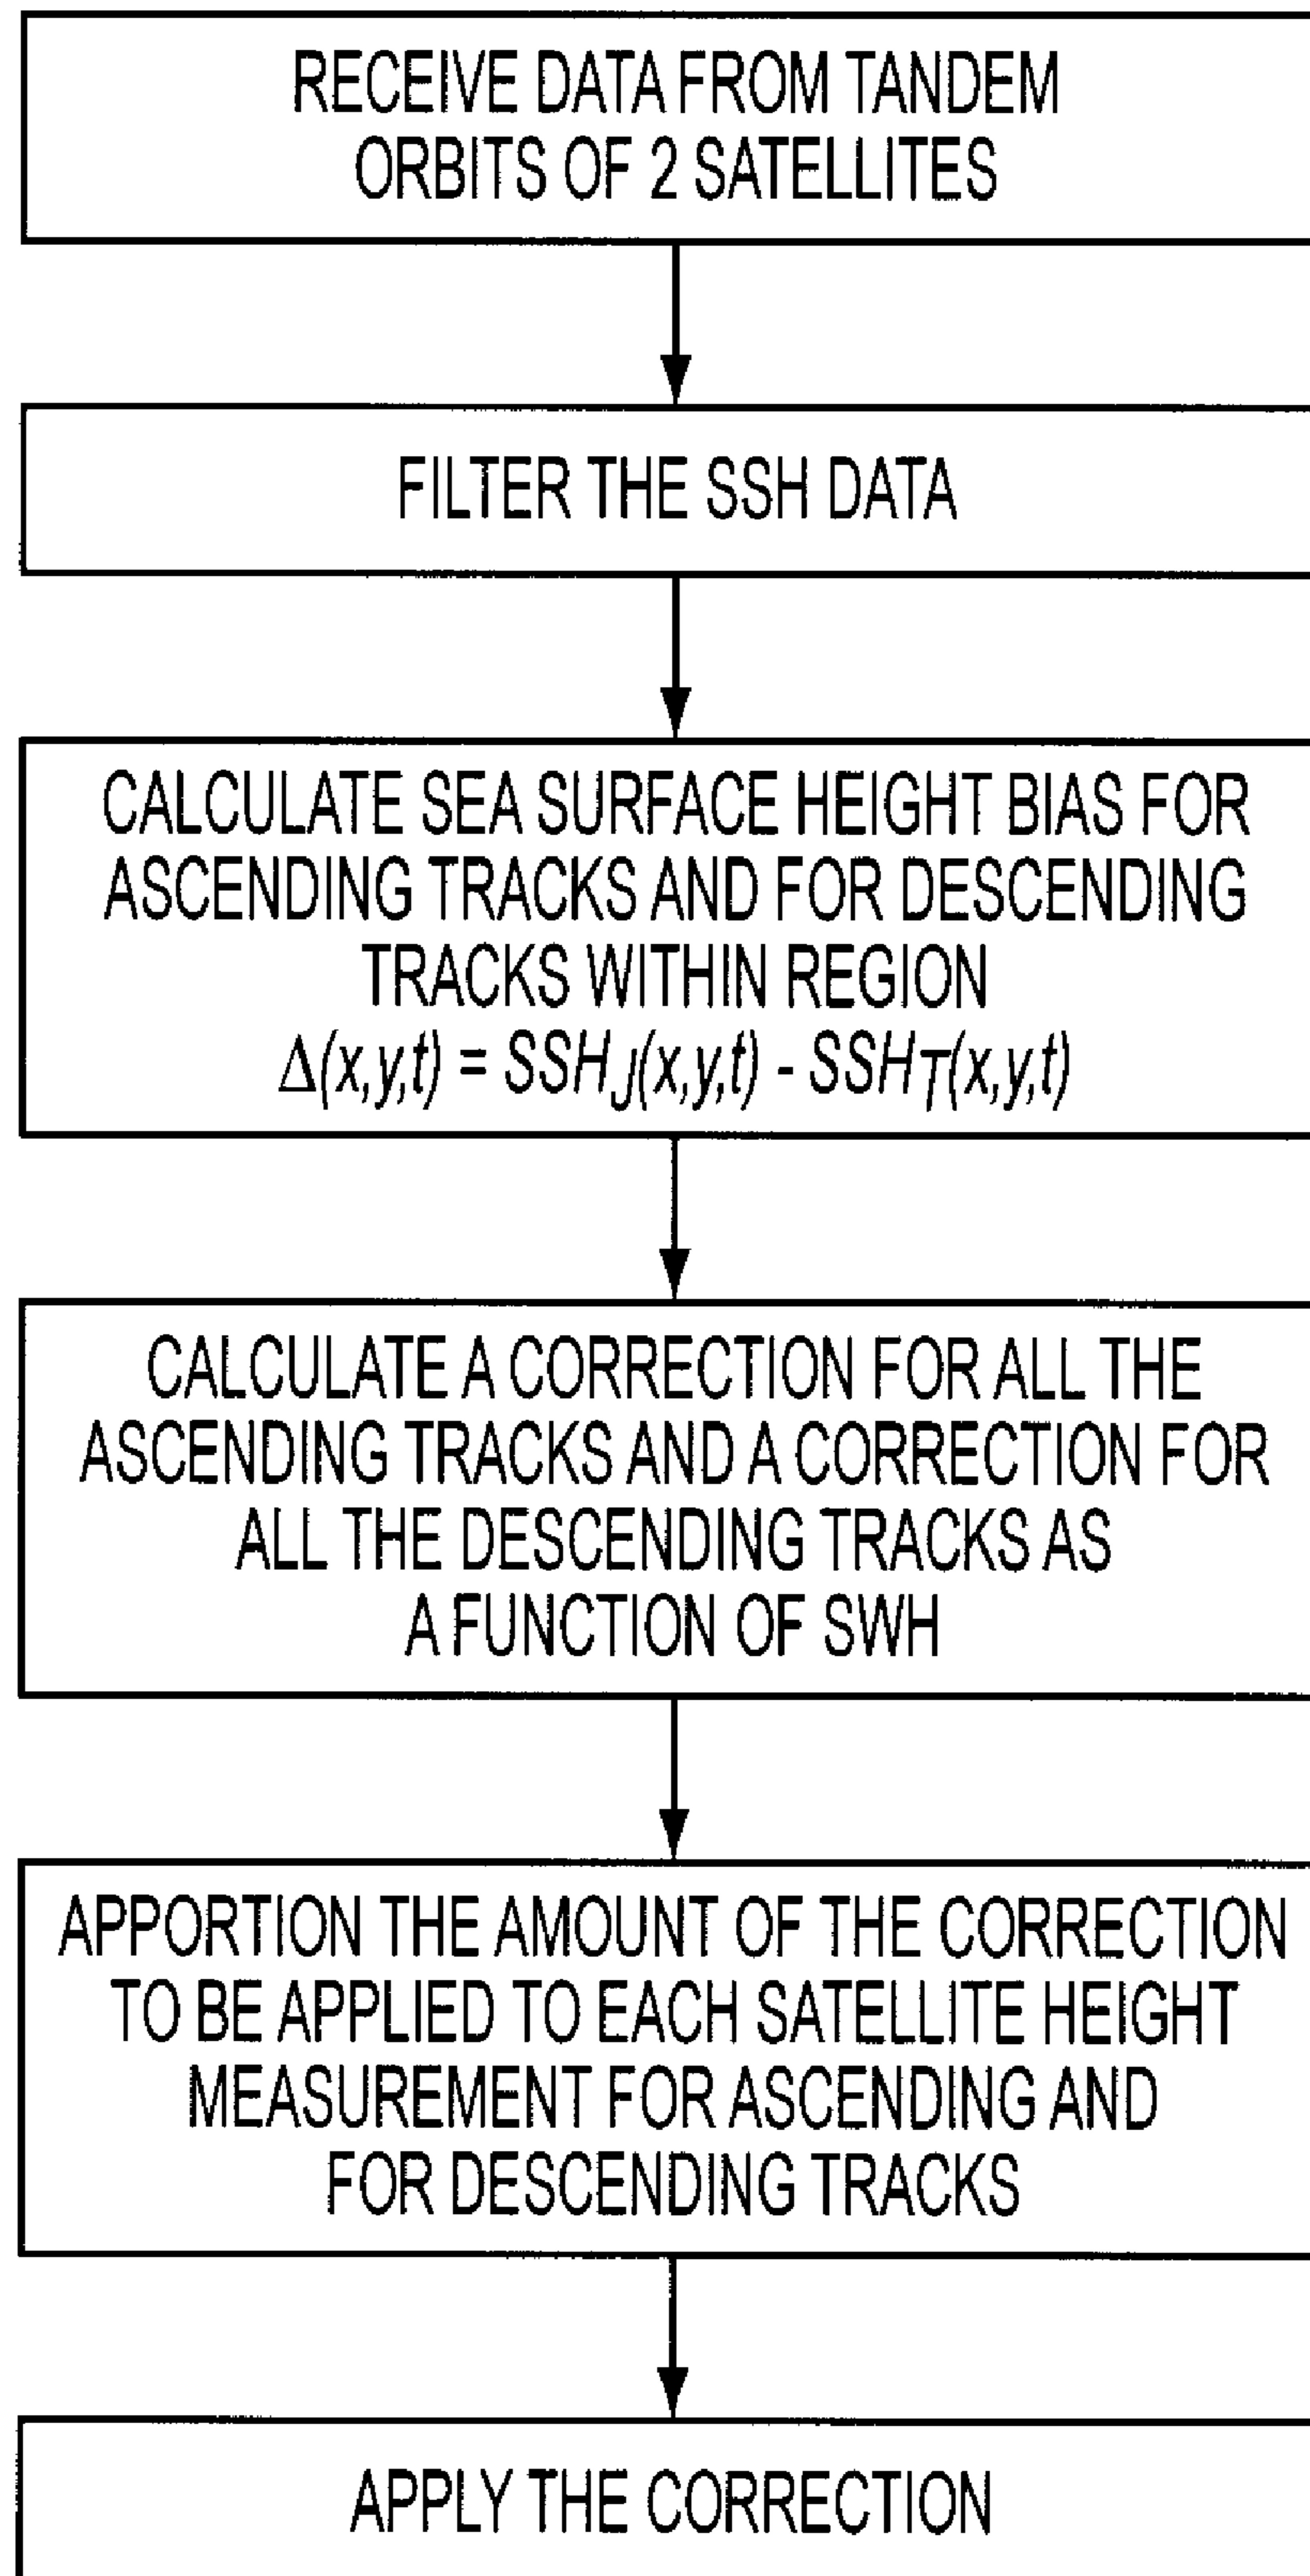 RECEIVE DATA FROM TANDEM
ORBITS OF 2 SATELLITES
FILTER THE SSH DATA
CALCULATE SEA SURFACE HEIGHT BIAS FOR
ASCENDING TRACKS AND FOR DESCENDING
TRACKS WITHIN REGION
Δ(x,y,t) = SSH_J(x,y,t) - SSH_T(x,y,t)
CALCULATE A CORRECTION FOR ALL THE
ASCENDING TRACKS AND A CORRECTION FOR
ALL THE DESCENDING TRACKS AS
A FUNCTION OF SWH
APPORTION THE AMOUNT OF THE CORRECTION
TO BE APPLIED TO EACH SATELLITE HEIGHT
MEASUREMENT FOR ASCENDING AND
FOR DESCENDING TRACKS
APPLY THE CORRECTION